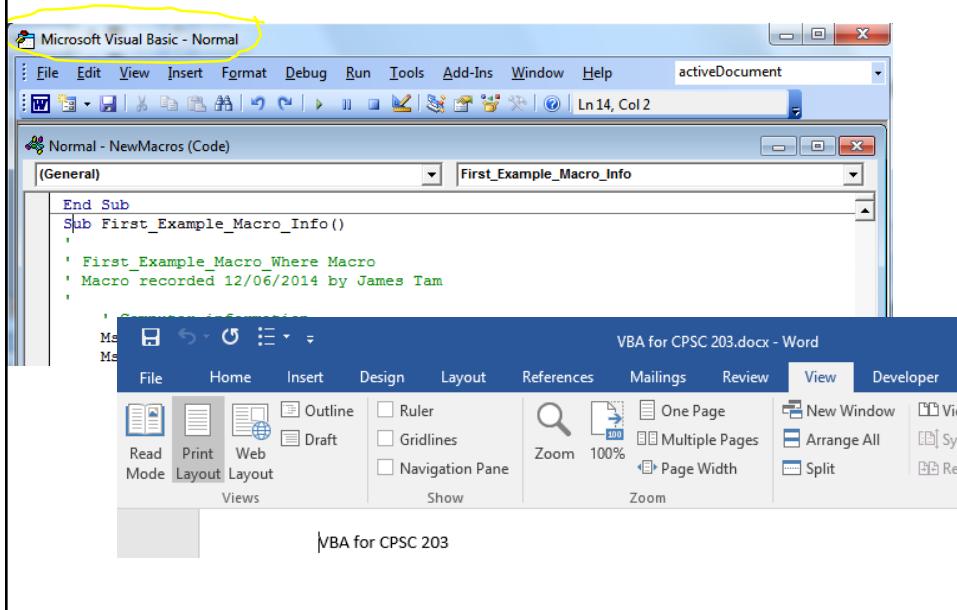 Microsoft Visual Basic - Normal
File Edit View Insert Format Debug Run Tools Add-Ins Window Help activeDocument
Ln 14, Col 2
Normal - NewMacros (Code)
(General) First_Example_Macro_Info
End Sub
Sub First_Example_Macro_Info()
'
' First_Example_Macro_Where Macro
' Macro recorded 12/06/2014 by James Tam
'
VBA for CPSC 203.docx - Word
File Home Insert Design Layout References Mailings Review View Developer
Read Mode
Print Layout
Web Layout
Outline
Draft
Views
Ruler
Gridlines
Navigation Pane
Show
Zoom
100%
One Page
Multiple Pages
Page Width
Zoom
New Window
Arrange All
Split
VBA for CPSC 203